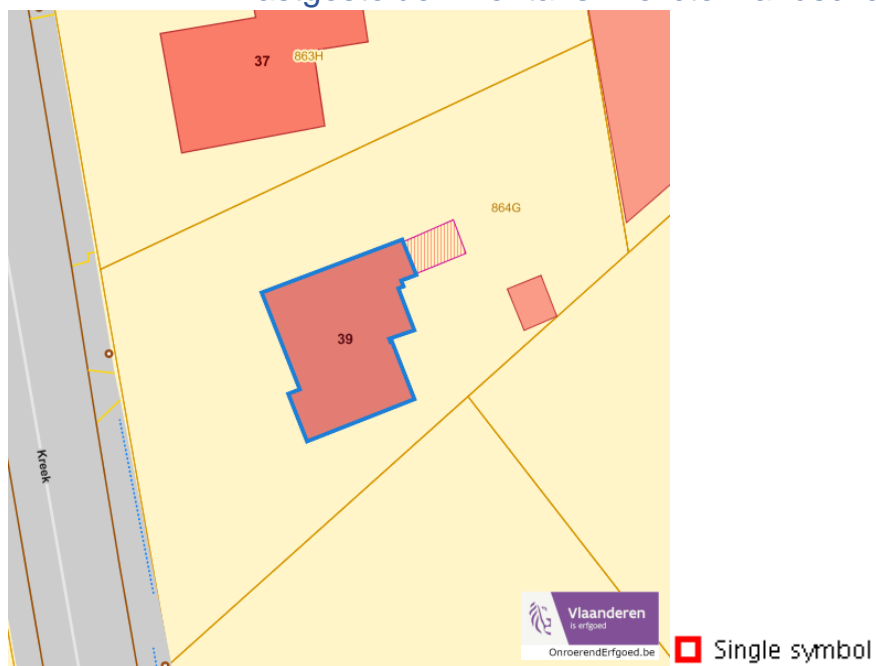 37
863H
864G
39
Kreek
Vlaanderen
is erfgoed
OnroerendErfgoed.be
Single symbol